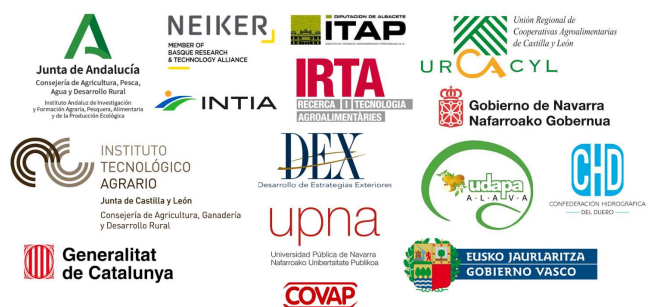 Junta de Andalucía
Consejería de Agricultura, Pesca,
Agua y Desarrollo Rural
Instituto Andaluz de Investigación
y Formación Agraria, Pesquera, Alimentaria
y de la Producción Ecológica
NEIKER
MEMBER OF
BASQUE RESEARCH
& TECHNOLOGY ALLIANCE
DIPUTACIÓN DE ALBACETE
ITAP
Unión Regional de
Cooperativas Agroalimentarias
de Castilla y León
URCACYL
INTIA
IRTA
RECERCA I TECNOLOGIA
AGROALIMENTÀRIES
Gobierno de Navarra
Nafarroako Gobernua
INSTITUTO
TECNOLÓGICO
AGRARIO
Junta de Castilla y León
Consejería de Agricultura, Ganadería
y Desarrollo Rural
DEX
Desarrollo de Estrategias Exteriores
udapa
ALAVA
CHD
CONFEDERACIÓN HIDROGRÁFICA
DEL DUERO
upna
Universidad Pública de Navarra
Nafarroako Unibertsitate Publikoa
Generalitat
de Catalunya
EUSKO JAURLARITZA
GOBIERNO VASCO
COVAP